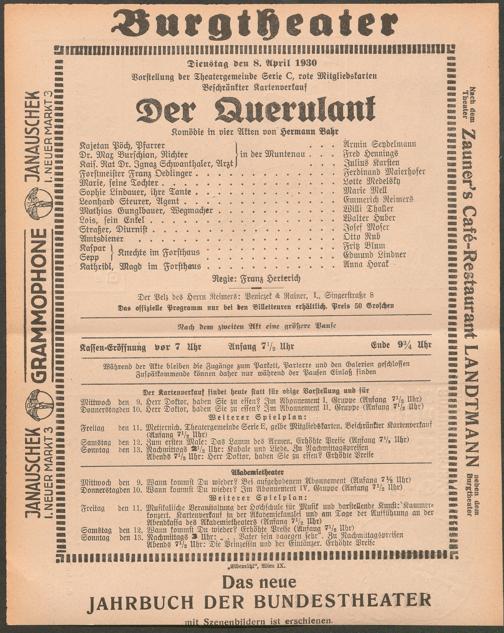 Burgtheater
Dienstag den 8. April 1930
Vorstellung der Theatergemeinde Serie C, rote Mitgliedskarten
Beschränkter Kartenverkauf
Der Querulant
Komödie in vier Akten von Hermann Bahr
Kajetan Pöch, Pfarrer Armin Seydelmann
Dr. Max Burschian, Richter } in der Muntenau Fred Hennings
Kais. Rat Dr. Ignaz Schwanthaler, Arzt Julius Karsten
Forstmeister Franz Hedlinger Ferdinand Maierhofer
Marie, seine Tochter Lotte Medelsky
Sophie Lindauer, ihre Tante Marie Mell
Leonhard Steurer, Agent Emmerich Reimers
Mathias Gunglbauer, Wegmacher Willi Thaller
Lois, sein Enkel Walter Huber
Straßer, Diurnist Josef Moser
Amtsdiener Otto Rub
Kaspar } Knechte im Forsthaus Fritz Blum
Sepp Edmund Lindner
Kathridl, Magd im Forsthaus Anna Horak
Regie: Franz Herterich
Der Pelz des Herrn Reimers: Peniczek & Rainer, I., Singerstraße 8
Das offizielle Programm nur bei den Billetteuren erhältlich. Preis 50 Groschen
Nach dem zweiten Akt eine größere Pause
Kassen-Eröffnung vor 7 Uhr Anfang 7½ Uhr Ende 9¾ Uhr
Während der Akte bleiben die Zugänge zum Parkett, Parterre und den Galerien geschlossen
Zuspätkommende können daher nur während der Pausen Einlaß finden
Der Kartenverkauf findet heute statt für obige Vorstellung und für
Mittwoch den 9. Herr Doktor, haben Sie zu essen? Im Abonnement I, Gruppe (Anfang 7½ Uhr)
Donnerstag den 10. Herr Doktor, haben Sie zu essen? Im Abonnement II, Gruppe (Anfang 7½ Uhr)
Weiterer Spielplan:
Freitag den 11. Metternich. Theatergemeinde Serie E, gelbe Mitgliedskarten. Beschränkter Kartenverkauf
(Anfang 7½ Uhr)
Samstag den 12. Zum ersten Male: Das Lamm des Armen. Erhöhte Preise (Anfang 7½ Uhr)
Sonntag den 13. Nachmittags 2½ Uhr: Kabale und Liebe. Zu Nachmittagspreisen
Abends 7½ Uhr: Herr Doktor, haben Sie zu essen? Erhöhte Preise
Akademietheater
Mittwoch den 9. Wann kommst Du wieder? Bei aufgehobenem Abonnement (Anfang 7½ Uhr)
Donnerstag den 10. Wann kommst Du wieder? Im Abonnement IV. Gruppe (Anfang 7½ Uhr)
Weiterer Spielplan:
Freitag den 11. Musikalische Veranstaltung der Hochschule für Musik und darstellende Kunst: Kammer-
konzert. Kartenverkauf in der Akademiekanzlei und am Tage der Aufführung an der
Abendkassa des Akademietheaters (Anfang 7½ Uhr)
Samstag den 12. Wann kommst Du wieder? Erhöhte Preise (Anfang 7½ Uhr)
Sonntag den 13. Nachmittags 3 Uhr: ... Vater sein dagegen sehr. Zu Nachmittagspreisen
Abends 7½ Uhr: Die Prinzessin und der Eintänzer. Erhöhte Preise
„Elbemühl“, Wien IX.
Das neue
JAHRBUCH DER BUNDESTHEATER
mit Szenenbildern ist erschienen.
JANAUSCHEK
I. NEUER MARKT 3
GRAMMOPHONE
JANAUSCHEK
I. NEUER MARKT 3
Nach dem
Theater
Zauner's Café-Restaurant LANDTMANN
neben dem
Burgtheater